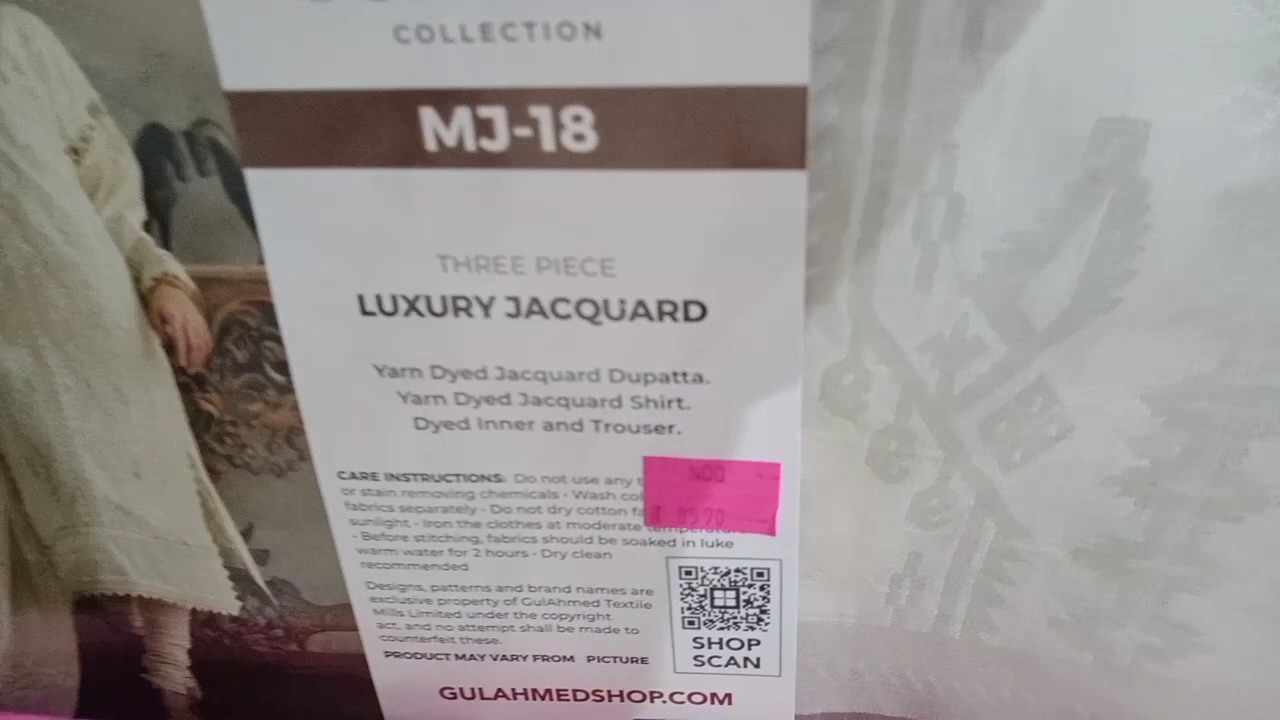 COLLECTION
MJ-18
THREE PIECE
LUXURY JACQUARD
Yarn Dyed Jacquard Dupatta.
Yarn Dyed Jacquard Shirt.
Dyed Inner and Trouser.
CARE INSTRUCTIONS: Do not use any
or stain removing chemicals - Wash
fabrics separately - Do not dry cotton
sunlight - Iron the clothes at moderate
- Before stitching, fabrics should be soaked in luke
warm water for 2 hours - Dry clean
recommended
Designs, patterns and brand names are
exclusive property of GulAhmed Textile
Mills Limited under the copyright
act, and no attempt shall be made to
counterfeit these.
PRODUCT MAY VARY FROM PICTURE
SHOP
SCAN
GULAHMEDSHOP.COM